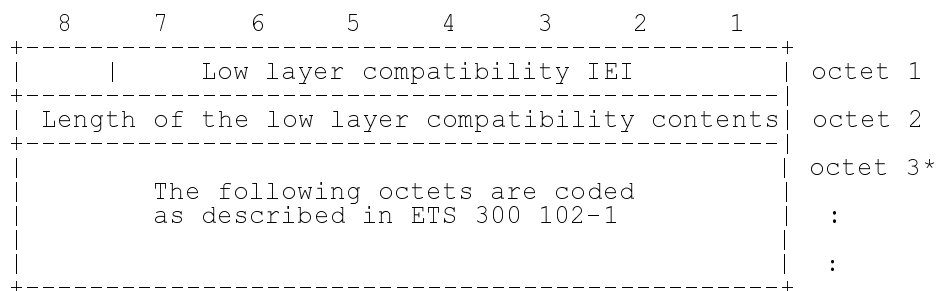 8 7 6 5 4 3 2 1
Low layer compatibility IEI octet 1
Length of the low layer compatibility contents octet 2
octet 3*
The following octets are coded
as described in ETS 300 102-1 :
: